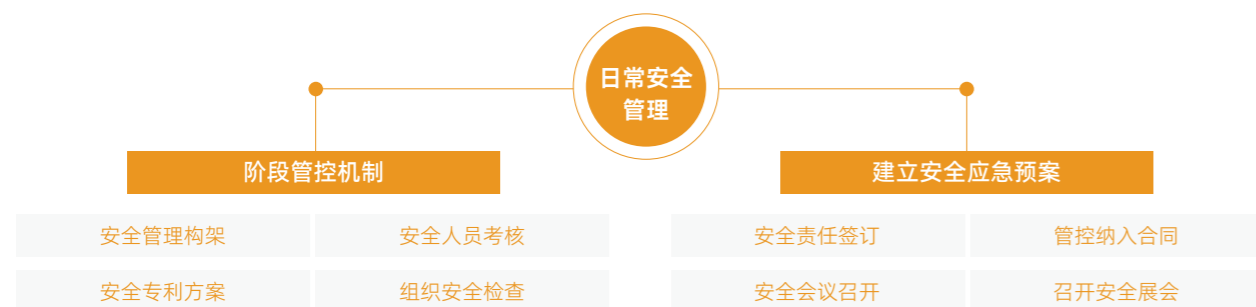 日常安全
管理
阶段管控机制
建立安全应急预案
安全管理构架
安全人员考核
安全责任签订
管控纳入合同
安全专利方案
组织安全检查
安全会议召开
召开安全展会